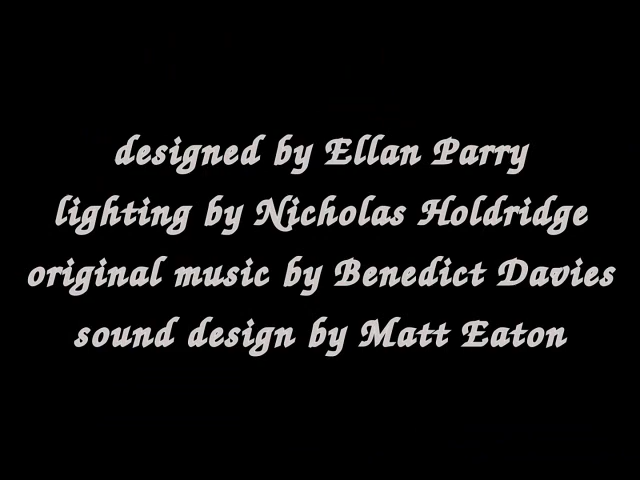 designed by Ellan Parry
lighting by Nicholas Holdridge
original music by Benedict Davies
sound design by Matt Eaton